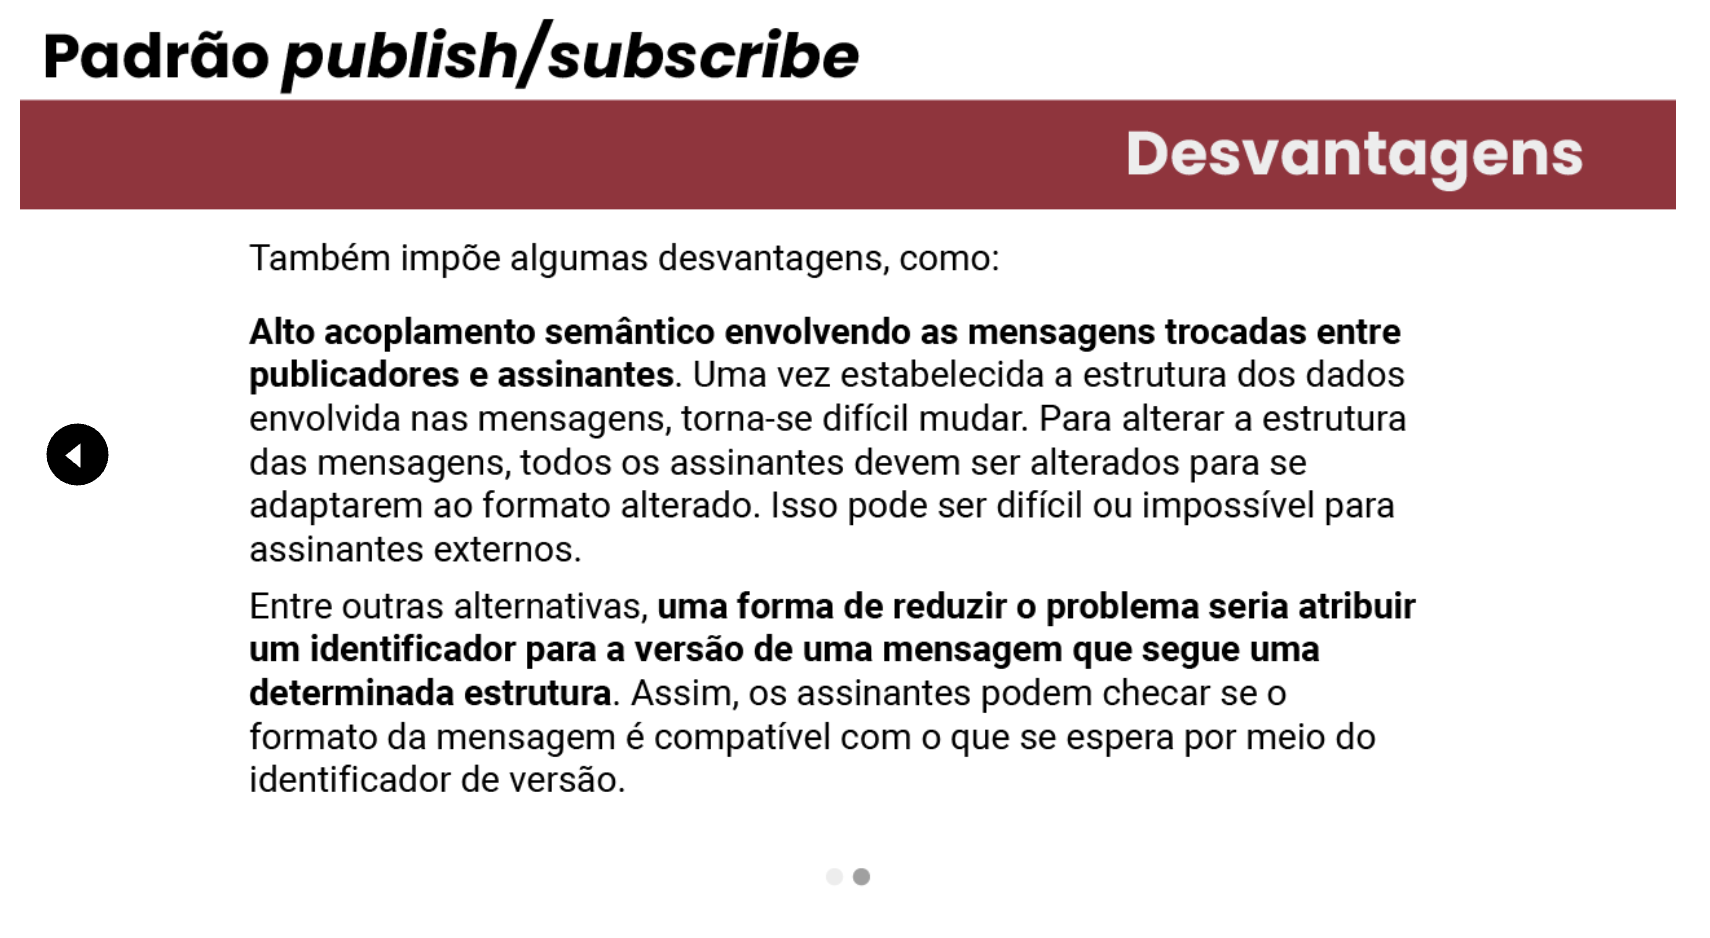 Padrão publish/subscribe
Desvantagens
Também impõe algumas desvantagens, como:
Alto acoplamento semântico envolvendo as mensagens trocadas entre
publicadores e assinantes. Uma vez estabelecida a estrutura dos dados
envolvida nas mensagens, torna-se difícil mudar. Para alterar a estrutura
das mensagens, todos os assinantes devem ser alterados para se
adaptarem ao formato alterado. Isso pode ser difícil ou impossível para
assinantes externos.
Entre outras alternativas, uma forma de reduzir o problema seria atribuir
um identificador para a versão de uma mensagem que segue uma
determinada estrutura. Assim, os assinantes podem checar se o
formato da mensagem é compatível com o que se espera por meio do
identificador de versão.